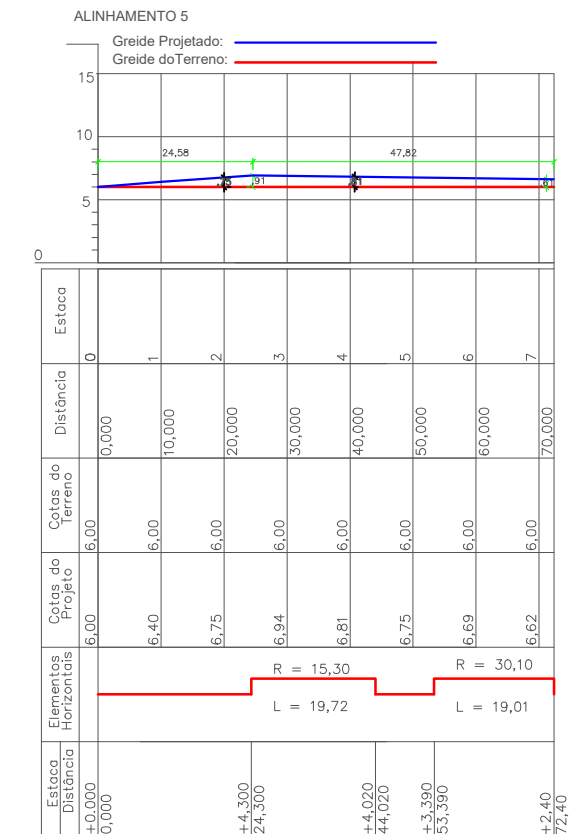 ALINHAMENTO 5
Greide Projetado:
Greide doTerreno:
15
10
24,58
47,82
,91
5
0
Estaca
0
1
2
3
4
5
6
7
Distância
0,000
10,000
20,000
30,000
40,000
50,000
60,000
70,000
Cotas do
Terreno
6,00
6,00
6,00
6,00
6,00
6,00
6,00
6,00
Cotas do
Projeto
6,00
6,40
6,75
6,94
6,81
6,75
6,69
6,62
Elementos
Horizontais
R = 15,30
L = 19,72
R = 30,10
L = 19,01
Estaca
Distância
+0.000
0,000
+4,300
24,300
+4,020
44,020
+3,390
53,390
+2,40
72,40